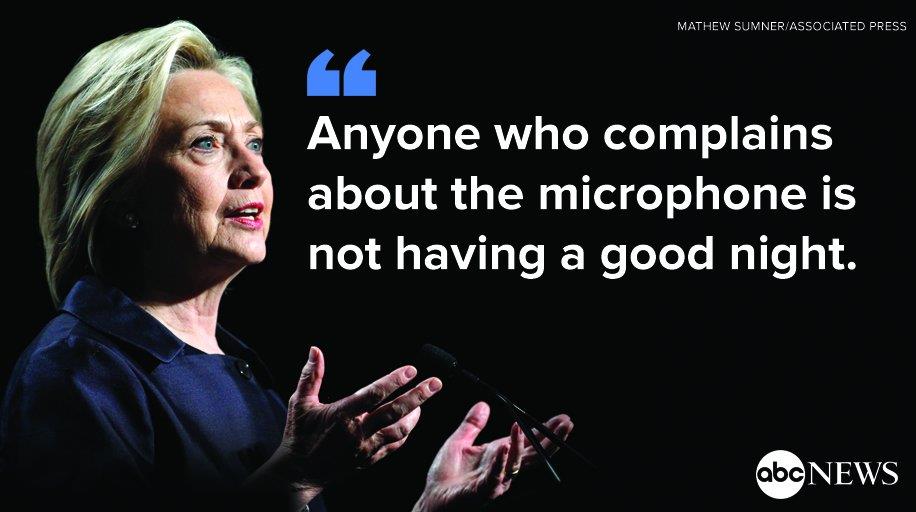 MATHEW SUMNER/ASSOCIATED PRESS
“
Anyone who complains
about the microphone is
not having a good night.
abc NEWS